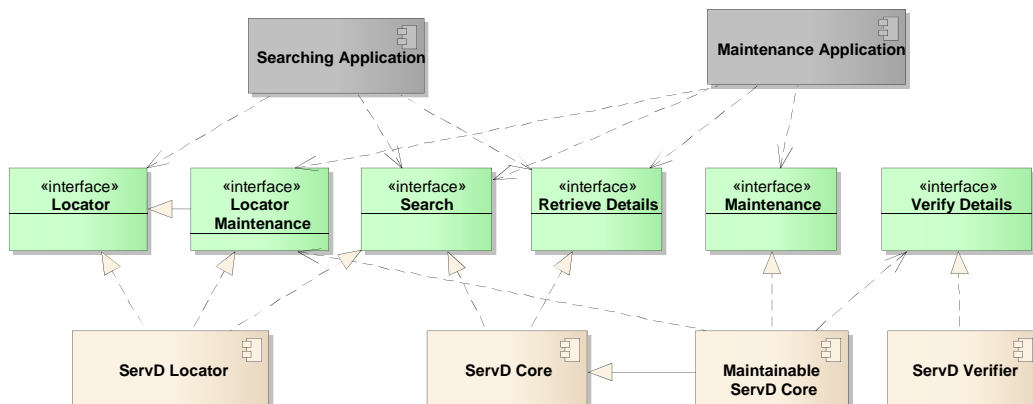 Searching Application
Maintenance Application
«interface»
Locator
«interface»
Locator
Maintenance
«interface»
Search
«interface»
Retrieve Details
«interface»
Maintenance
«interface»
Verify Details
ServD Locator
ServD Core
Maintainable
ServD Core
ServD Verifier